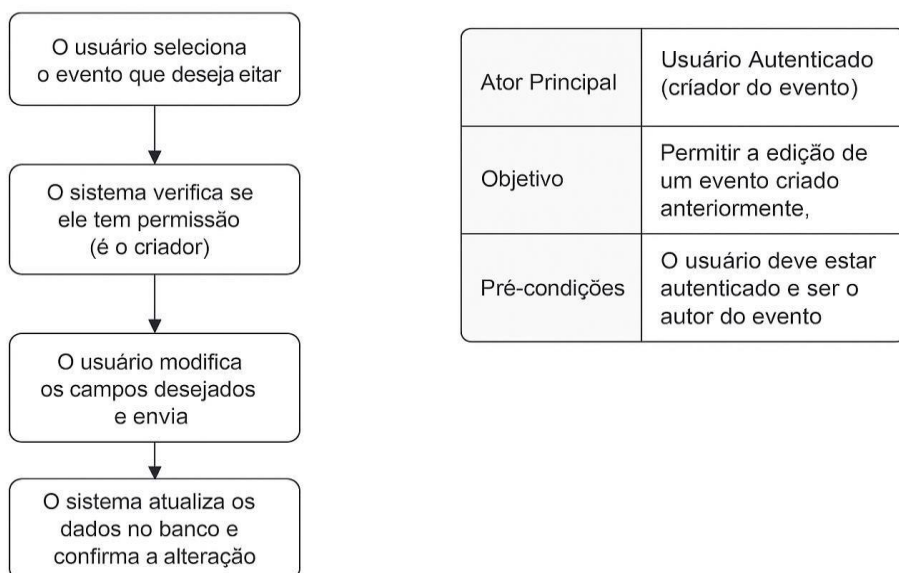 O usuário seleciona
o evento que deseja eitar
O sistema verifica se
ele tem permissão
(é o criador)
O usuário modifica
os campos desejados
e envia
O sistema atualiza os
dados no banco e
confirma a alteração
Ator Principal
Usuário Autenticado
(críador do evento)
Objetivo
Permitir a edição de
um evento criado
anteriormente,
Pré-condições
O usuário deve estar
autenticado e ser o
autor do evento